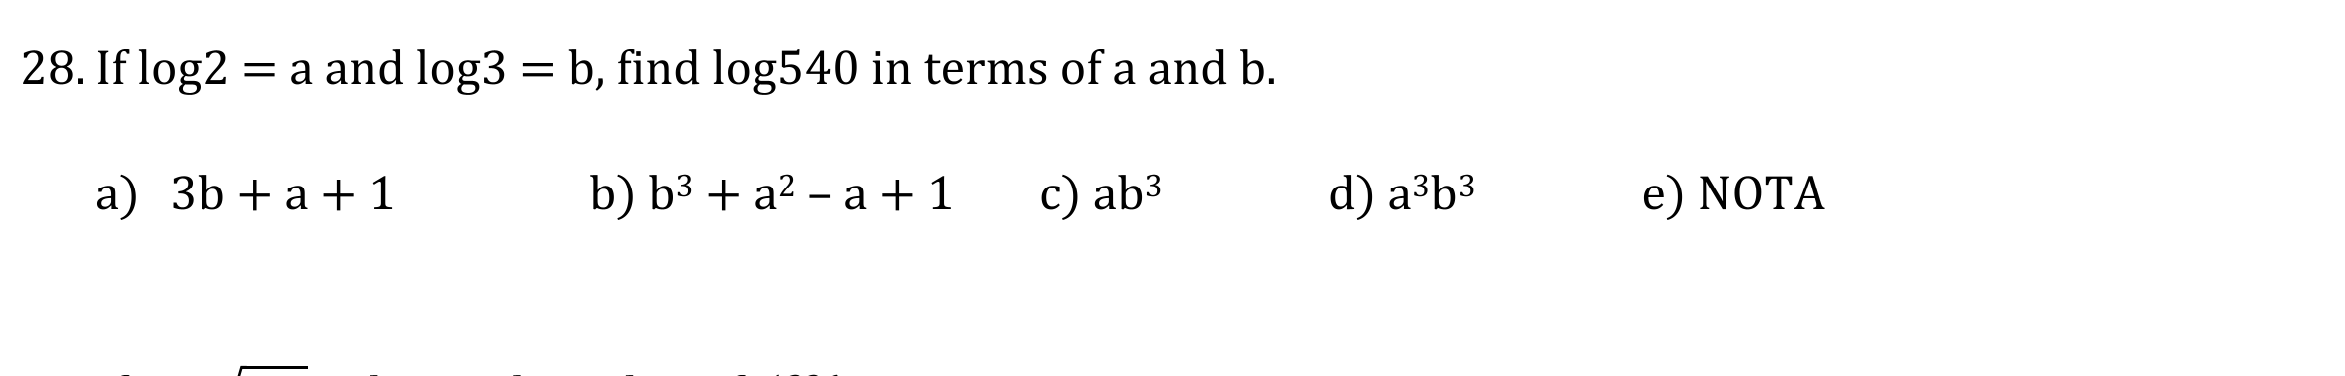 28. If log2 = a and log3 = b, find log540 in terms of a and b.
a) 3b + a + 1 b) b³ + a² – a + 1 c) ab³ d) a³b³ e) NOTA